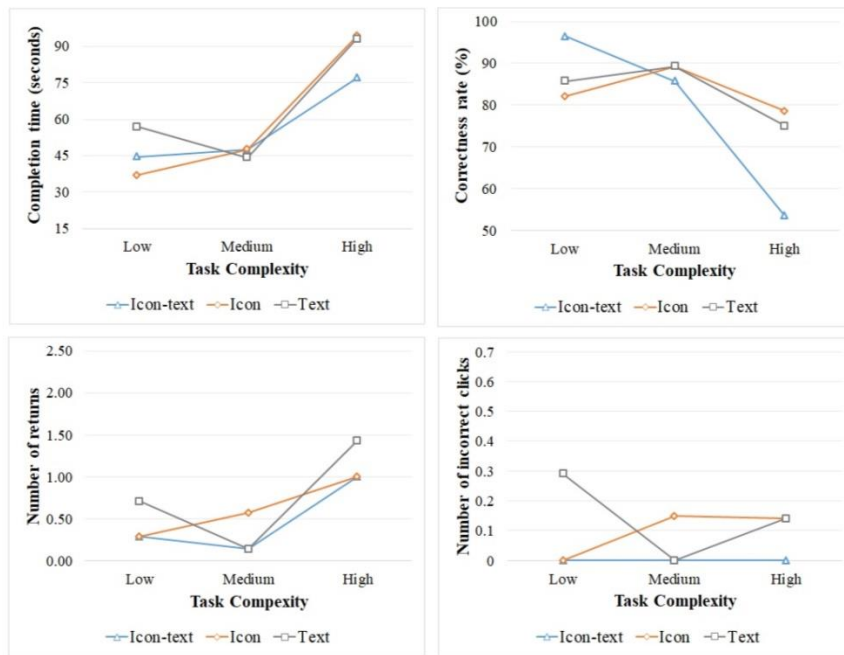 Completion time (seconds)
90
75
60
45
30
15
Low Medium High
Task Complexity
Icon-text Icon Text
Correctness rate (%)
100
90
80
70
60
50
Low Medium High
Task Complexity
Icon-text Icon Text
Number of returns
2.50
2.00
1.50
1.00
0.50
0.00
Low Medium High
Task Compexity
Icon-text Icon Text
Number of incorrect clicks
0.7
0.6
0.5
0.4
0.3
0.2
0.1
0
Low Medium High
Task Complexity
Icon-text Icon Text